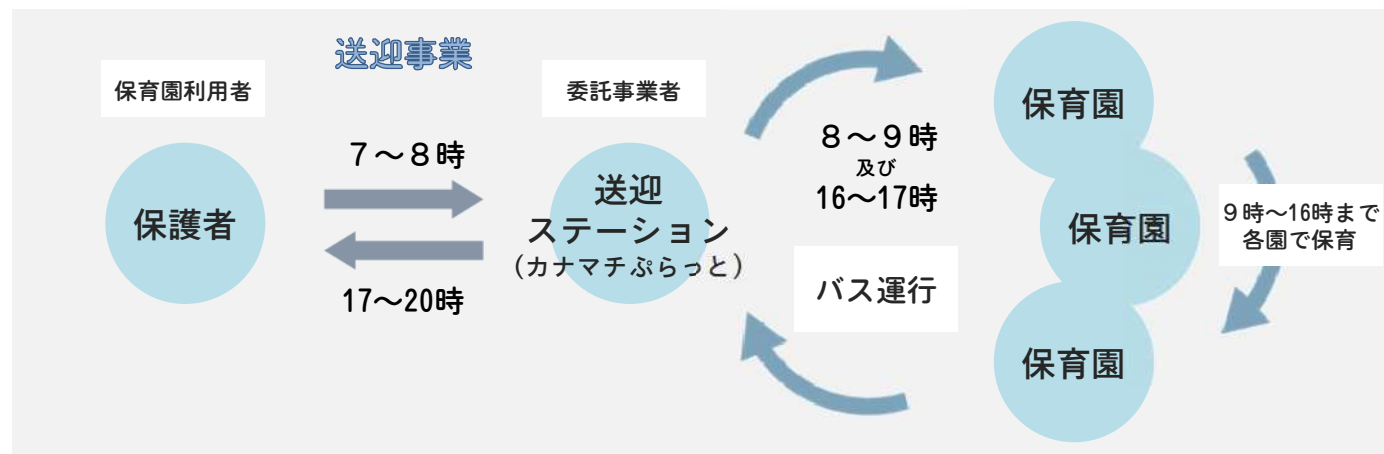 送迎事業
保育園利用者
保護者
７～８時
17～20時
委託事業者
送迎
ステーション
(カナマチぷらっと)
８～９時
及び
16～17時
バス運行
保育園
保育園
保育園
９時～16時まで
各園で保育